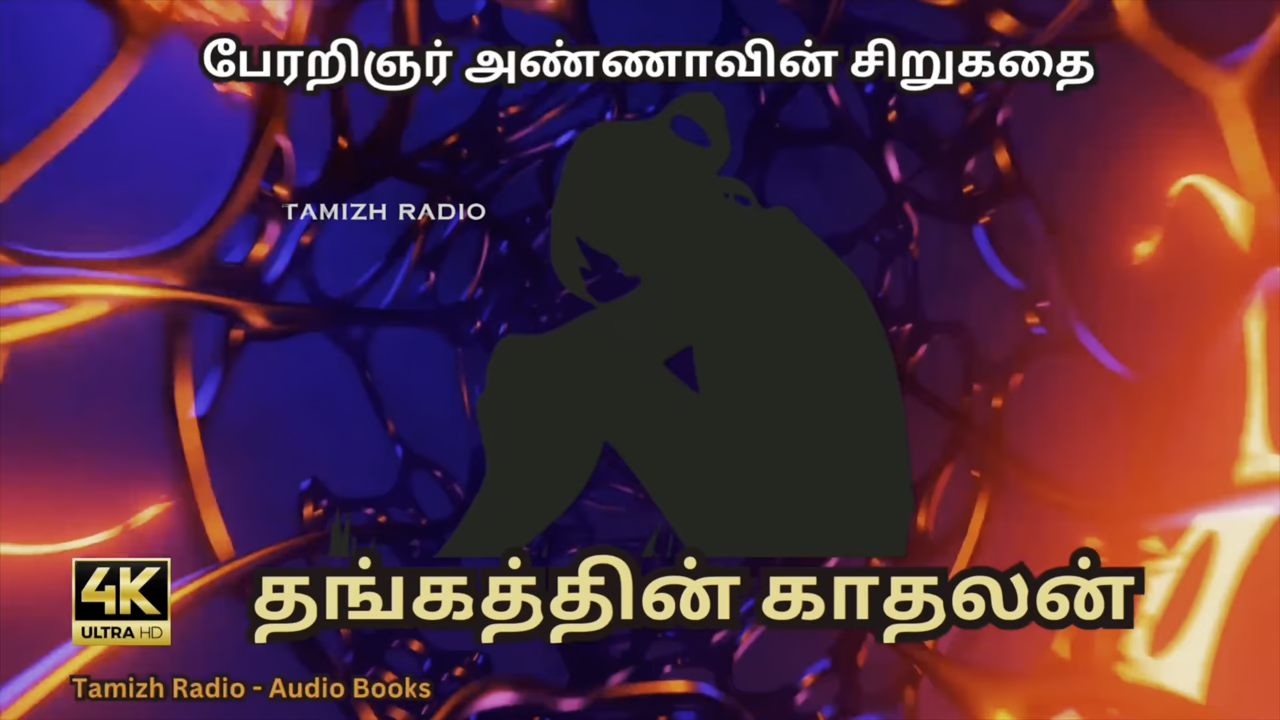 பேரறிஞர் அண்ணாவின் சிறுகதை
TAMIZH RADIO
தங்கத்தின் காதலன்
4K
ULTRA HD
Tamizh Radio - Audio Books